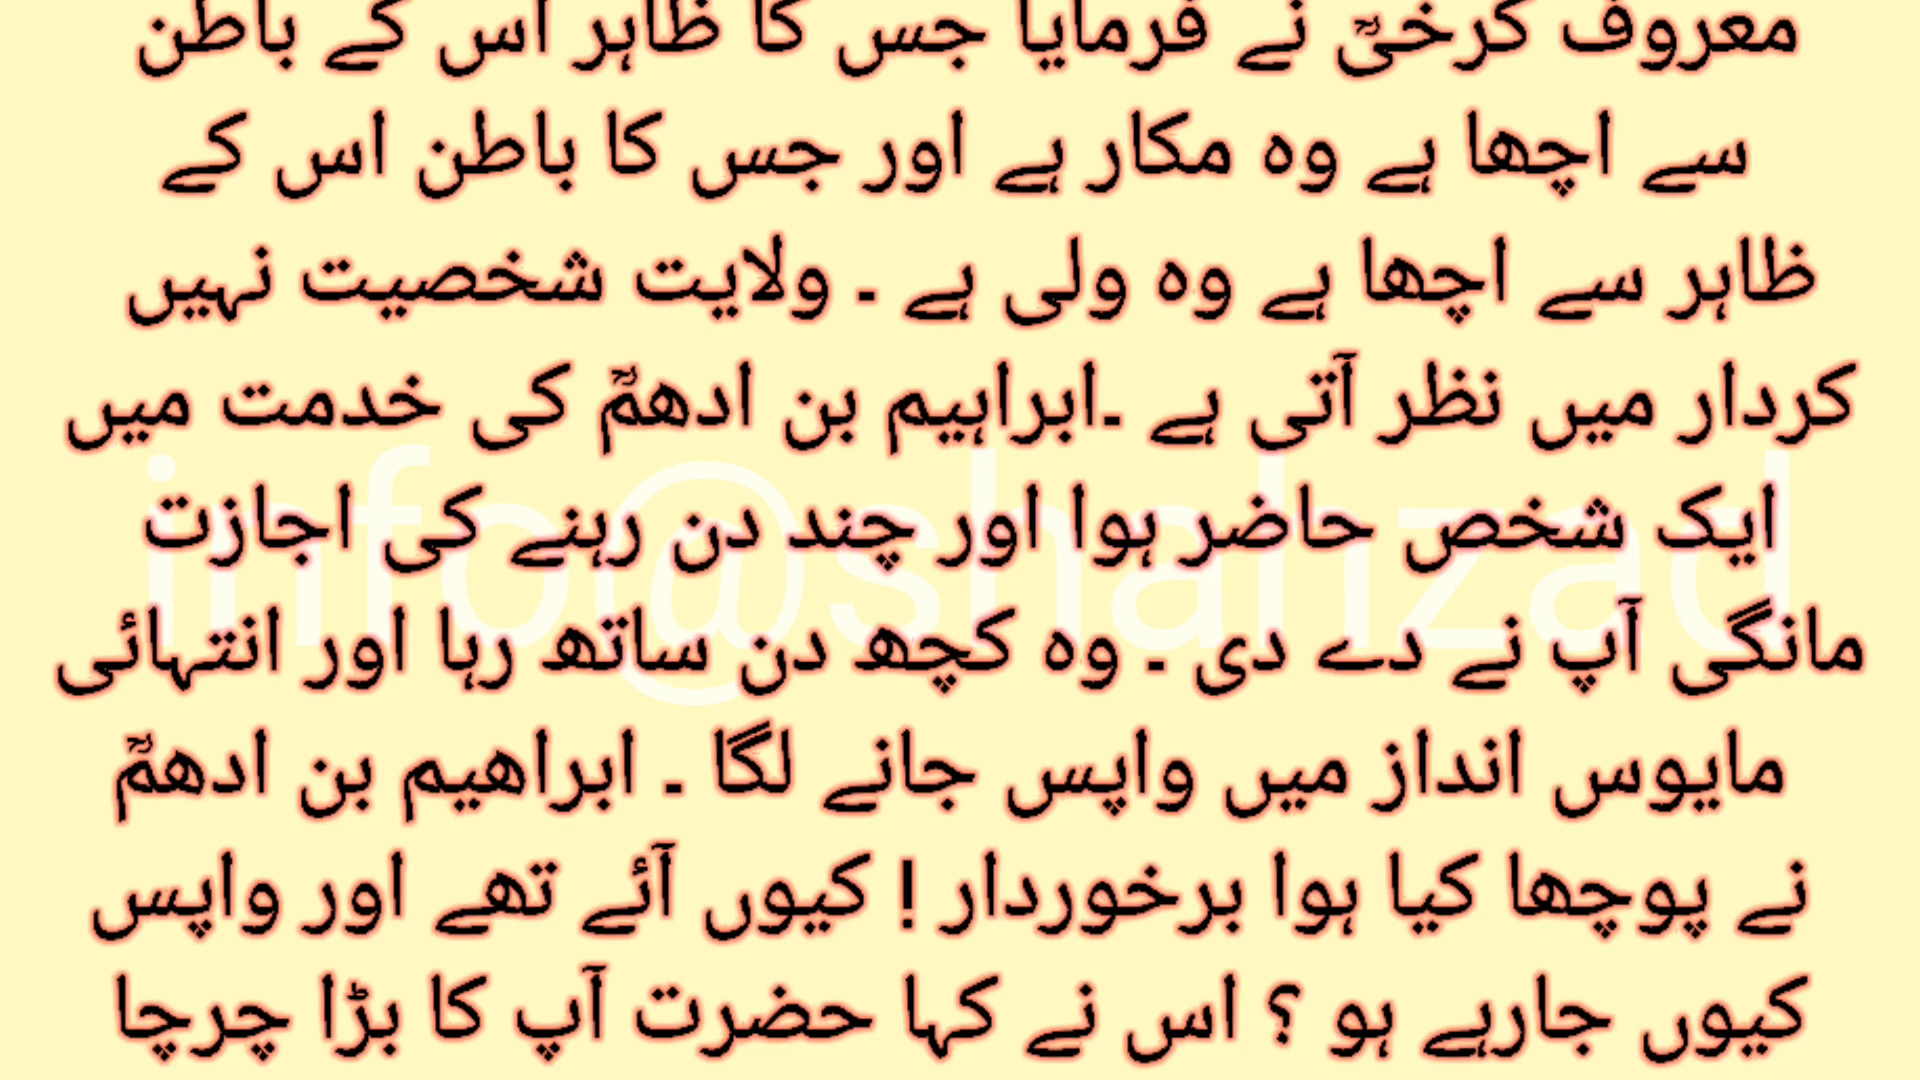 معروف کرخیؒ نے فرمایا جس کا ظاہر اس کے باطن
سے اچھا ہے وہ مکار ہے اور جس کا باطن اس کے
ظاہر سے اچھا ہے وہ ولی ہے ۔ ولایت شخصیت نہیں
کردار میں نظر آتی ہے ۔ابراہیم بن ادھمؒ کی خدمت میں
ایک شخص حاضر ہوا اور چند دن رہنے کی اجازت
مانگی آپ نے دے دی ۔ وہ کچھ دن ساتھ رہا اور انتہائی
مایوس انداز میں واپس جانے لگا ۔ ابراھیم بن ادھمؒ
نے پوچھا کیا ہوا برخوردار ! کیوں آئے تھے اور واپس
کیوں جارہے ہو ؟ اس نے کہا حضرت آپ کا بڑا چرچا
info@shahzad